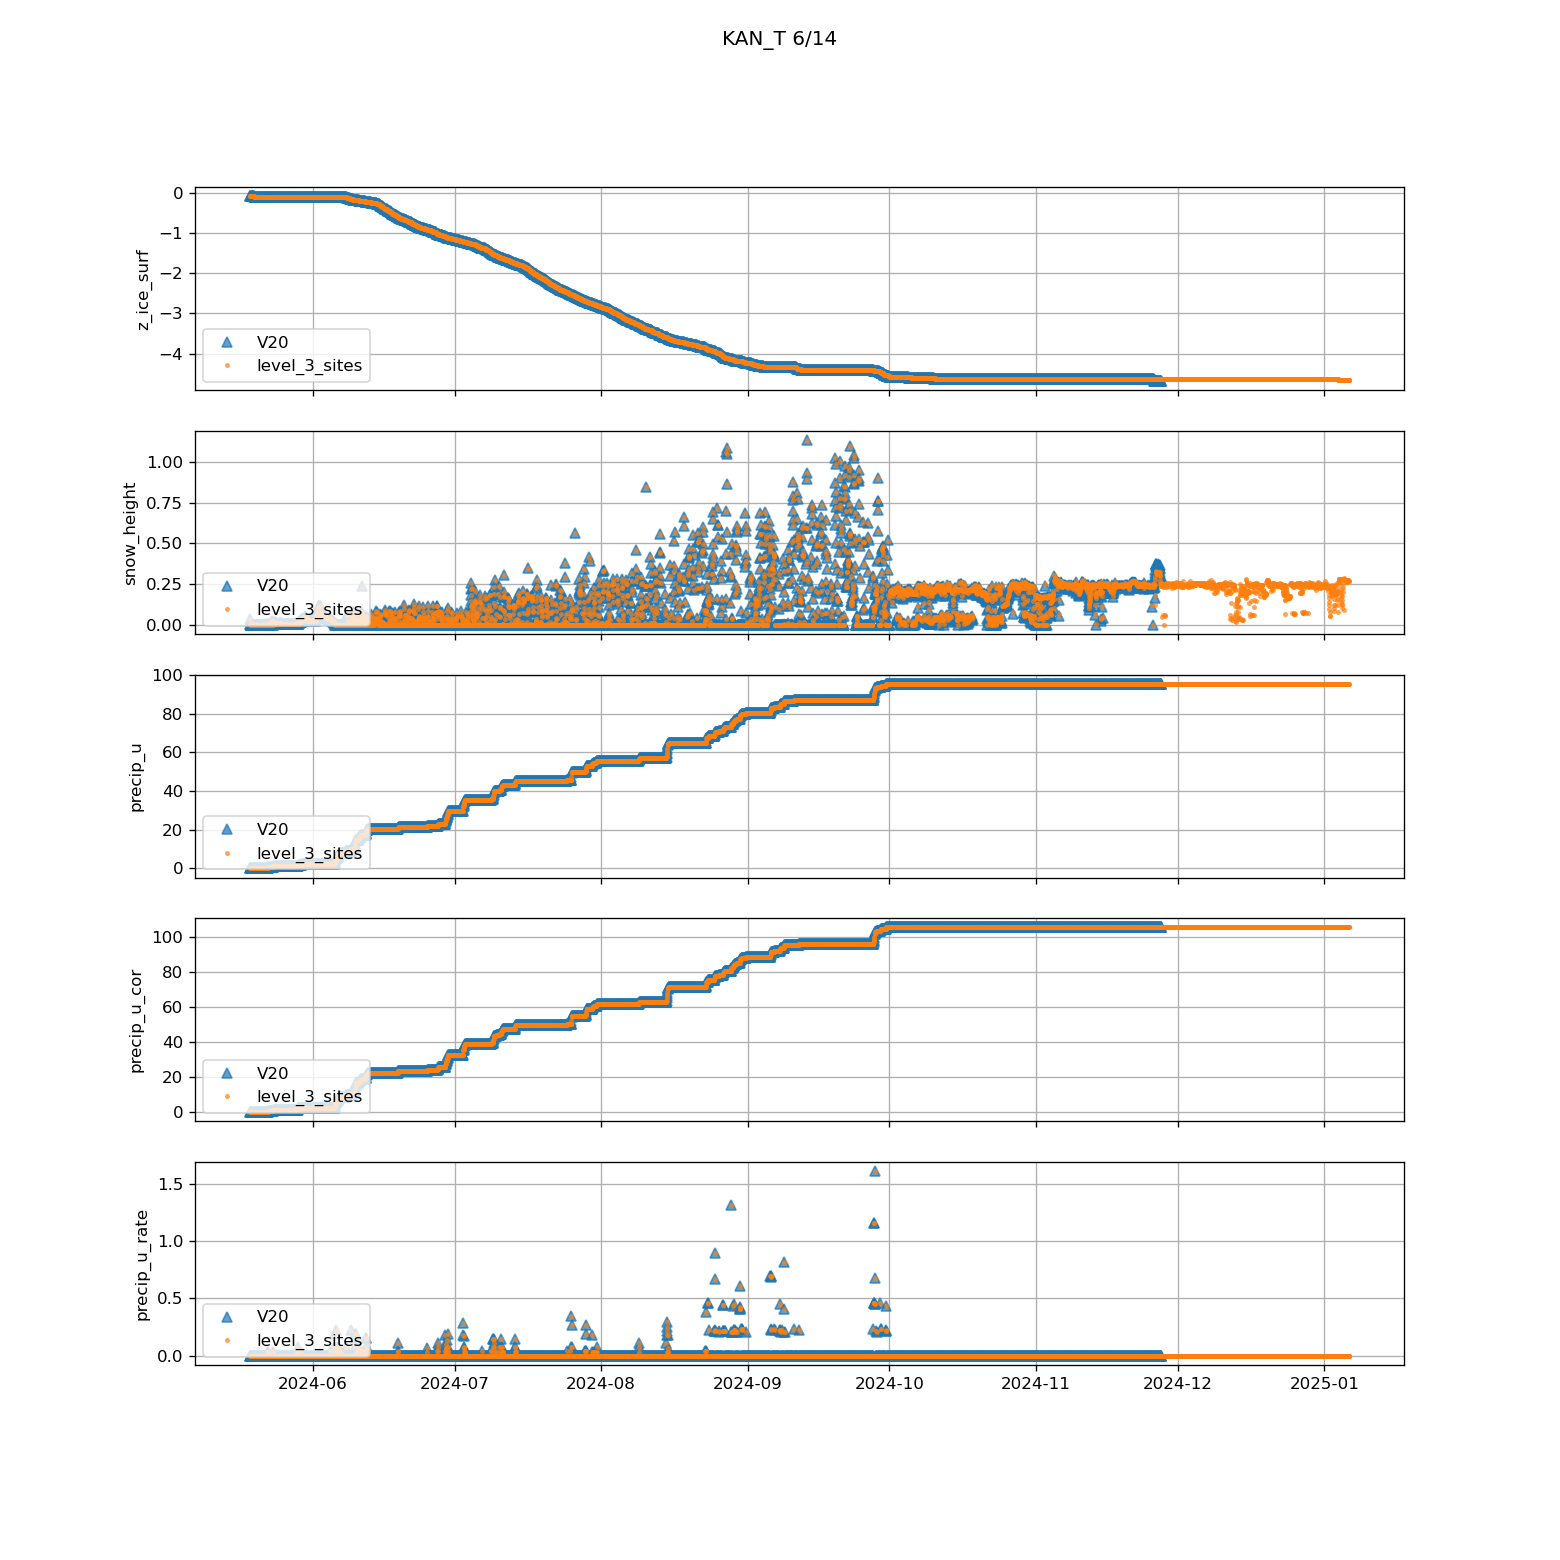 KAN_T 6/14
0
−1
−2
−3
−4
z_ice_surf
V20
level_3_sites
1.00
0.75
0.50
0.25
0.00
snow_height
V20
level_3_sites
100
80
60
40
20
0
precip_u
V20
level_3_sites
100
80
60
40
20
0
precip_u_cor
V20
level_3_sites
1.5
1.0
0.5
0.0
precip_u_rate
V20
level_3_sites
2024-06 2024-07 2024-08 2024-09 2024-10 2024-11 2024-12 2025-01